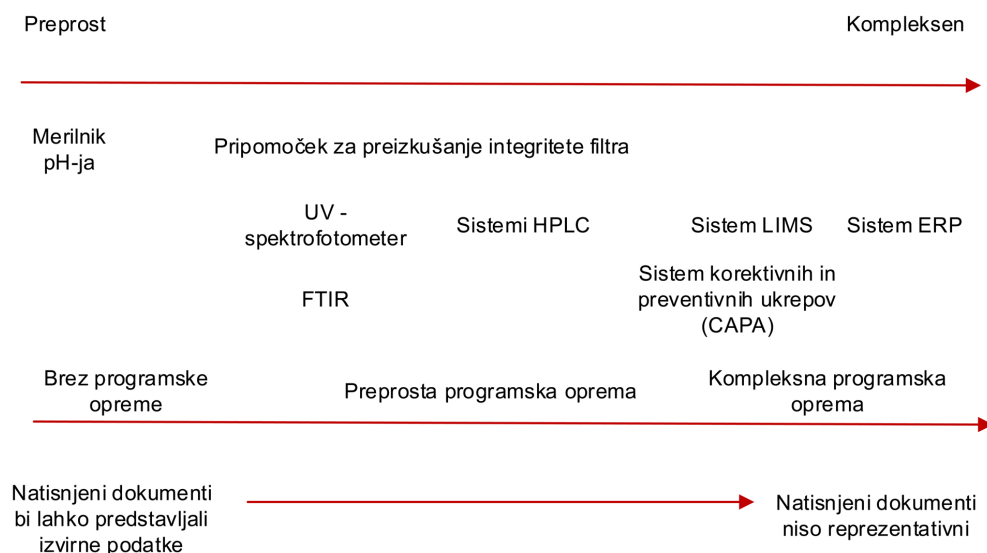 Preprost
Kompleksen
Merilnik
pH-ja
Pripomoček za preizkušanje integritete filtra
UV -
spektrofotometer
Sistemi HPLC
Sistem LIMS
Sistem ERP
FTIR
Sistem korektivnih in
preventivnih ukrepov
(CAPA)
Brez programske
opreme
Preprosta programska oprema
Kompleksna programska
oprema
Natisnjeni dokumenti
bi lahko predstavljali
izvirne podatke
Natisnjeni dokumenti
niso reprezentativni